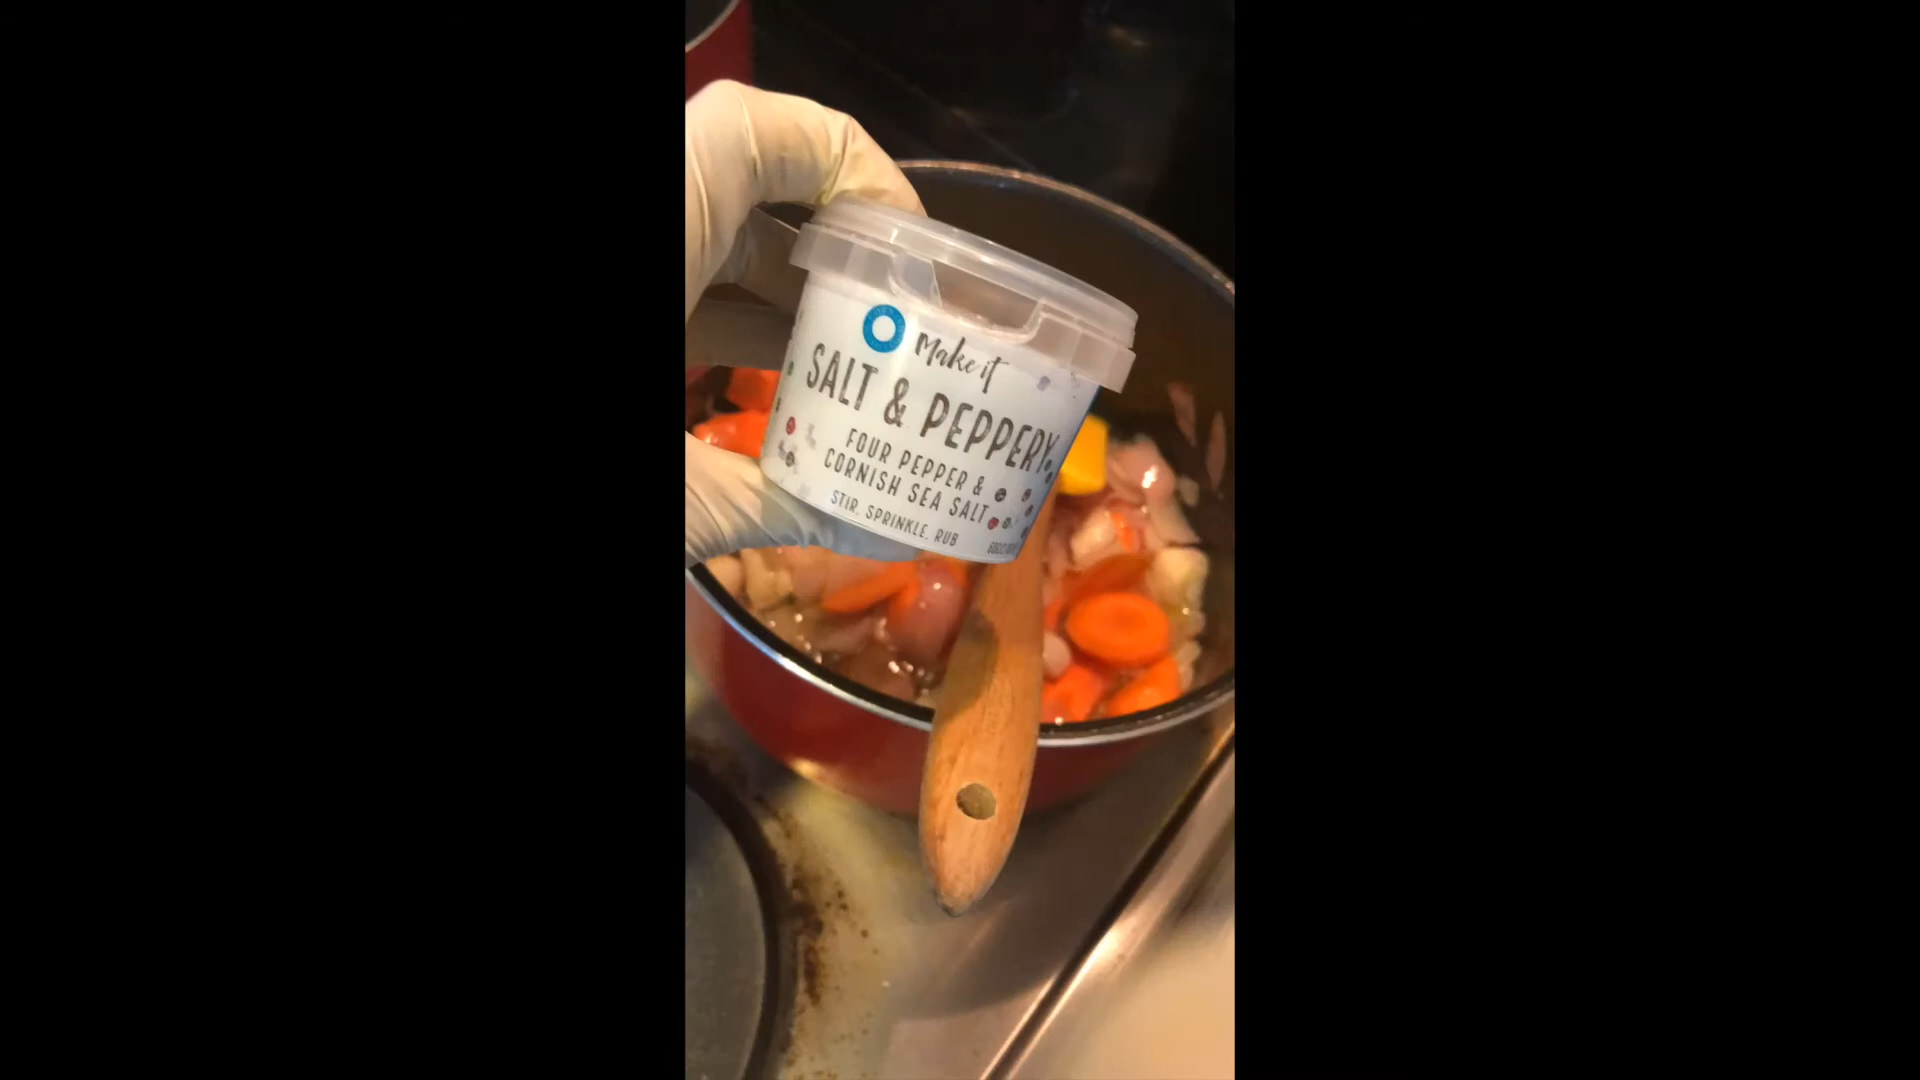 Make it
SALT & PEPPERY
FOUR PEPPER &
CORNISH SEA SALT
STIR, SPRINKLE, RUB